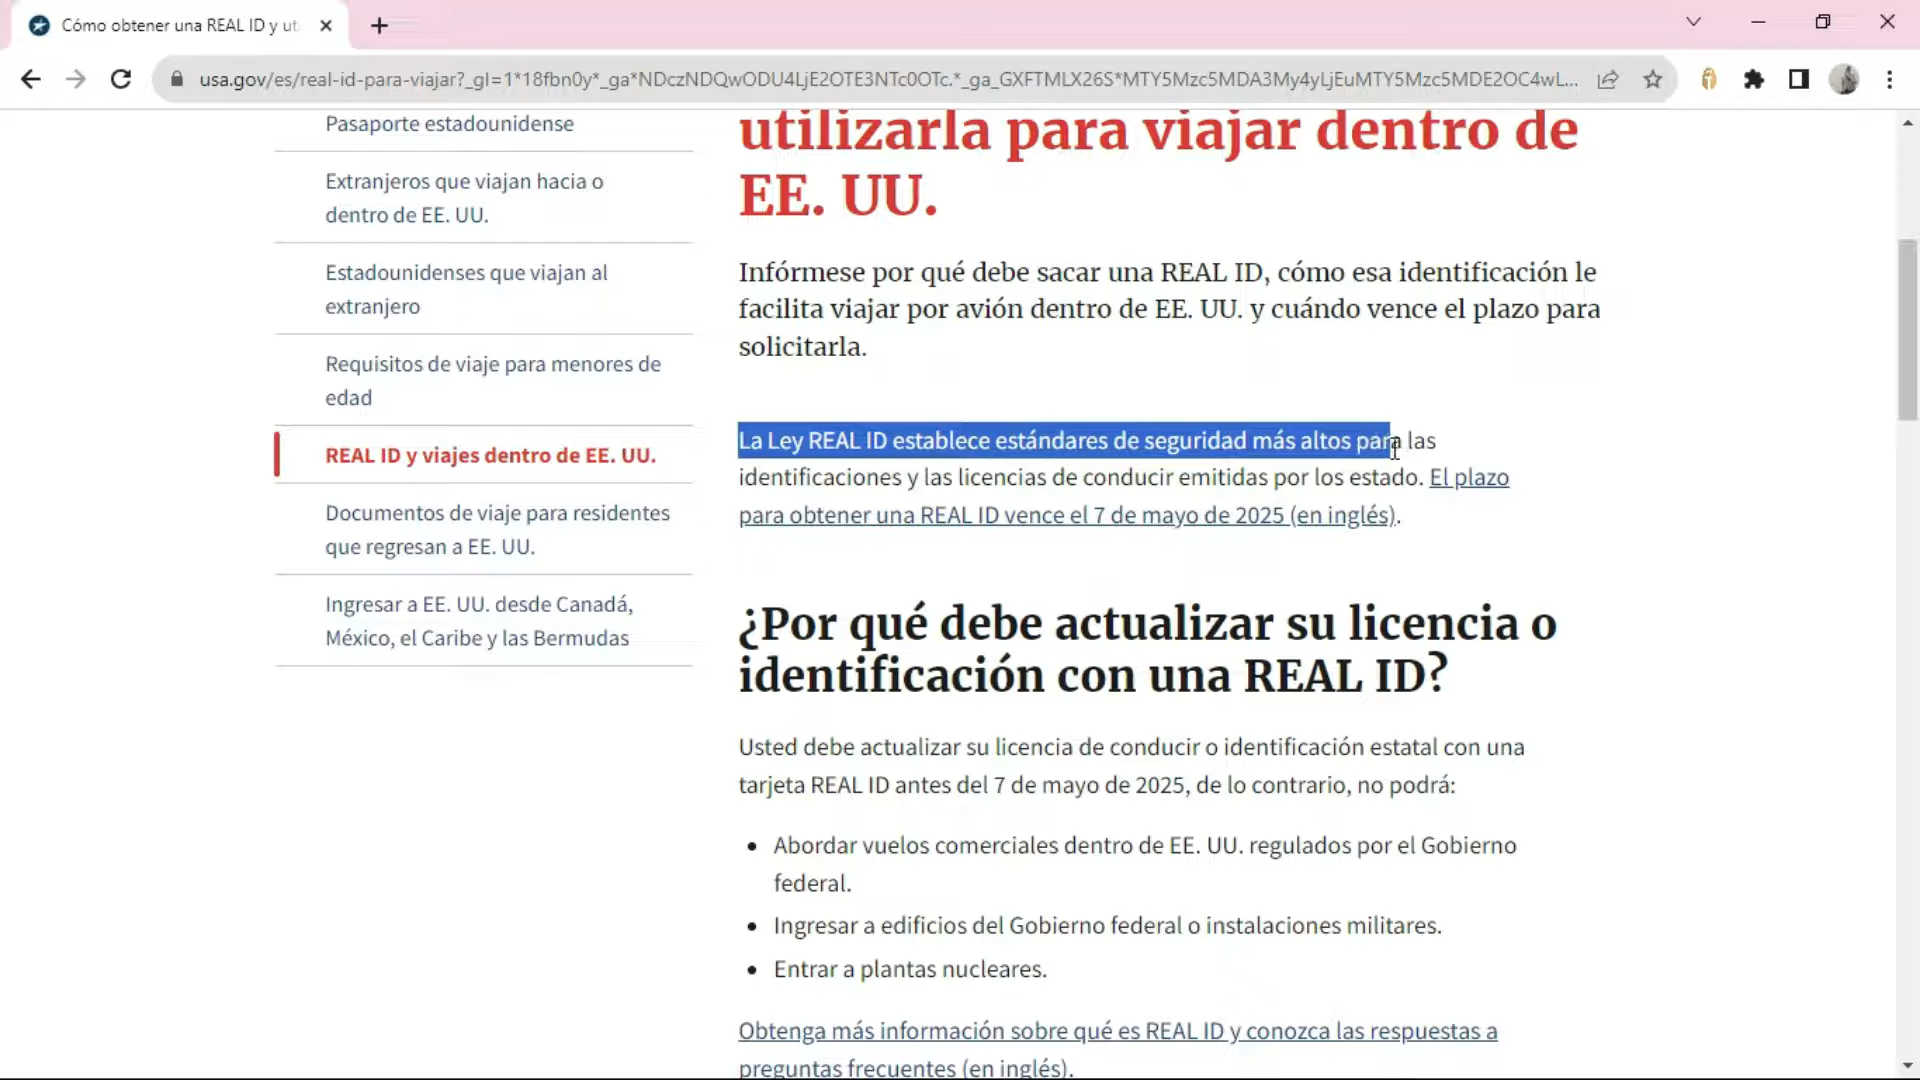 Cómo obtener una REAL ID y ut
usa.gov/es/real-id-para-viajar?_gl=1*18fbn0y*_ga*NDczNDQwODU4LjE2OTE3NTc0OTc.*_ga_GXFTMLX26S*MTY5Mzc5MDA3My4yLjEuMTY5Mzc5MDE2OC4wL...
Pasaporte estadounidense
Extranjeros que viajan hacia o
dentro de EE. UU.
Estadounidenses que viajan al
extranjero
Requisitos de viaje para menores de
edad
REAL ID y viajes dentro de EE. UU.
Documentos de viaje para residentes
que regresan a EE. UU.
Ingresar a EE. UU. desde Canadá,
México, el Caribe y las Bermudas
utilizarla para viajar dentro de
EE. UU.
Infórmese por qué debe sacar una REAL ID, cómo esa identificación le
facilita viajar por avión dentro de EE. UU. y cuándo vence el plazo para
solicitarla.
La Ley REAL ID establece estándares de seguridad más altos para las
identificaciones y las licencias de conducir emitidas por los estado. El plazo
para obtener una REAL ID vence el 7 de mayo de 2025 (en inglés).
¿Por qué debe actualizar su licencia o
identificación con una REAL ID?
Usted debe actualizar su licencia de conducir o identificación estatal con una
tarjeta REAL ID antes del 7 de mayo de 2025, de lo contrario, no podrá:
• Abordar vuelos comerciales dentro de EE. UU. regulados por el Gobierno
federal.
• Ingresar a edificios del Gobierno federal o instalaciones militares.
• Entrar a plantas nucleares.
Obtenga más información sobre qué es REAL ID y conozca las respuestas a
preguntas frecuentes (en inglés).